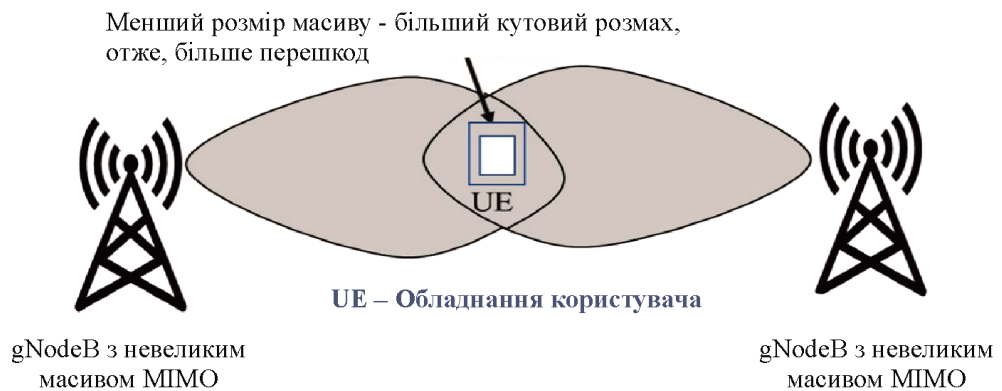 Менший розмір масиву - більший кутовий розмах,
отже, більше перешкод
UE
UE – Обладнання користувача
gNodeB з невеликим
масивом MIMO
gNodeB з невеликим
масивом MIMO